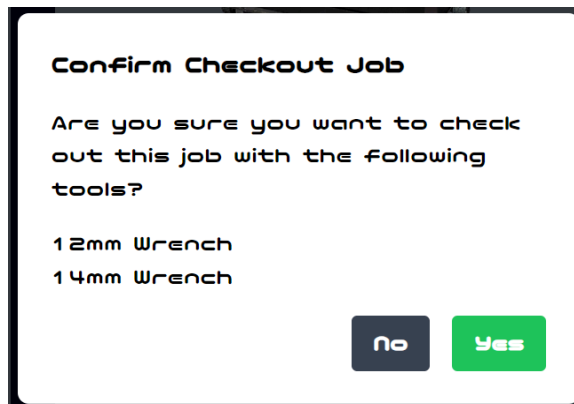 Confirm Checkout Job
Are you sure you want to check
out this job with the following
tools?
12mm Wrench
14mm Wrench
No
Yes